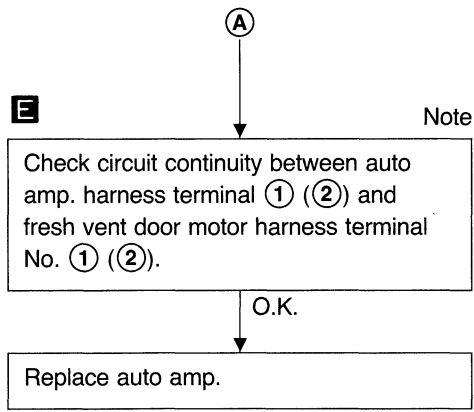 Ⓐ
E
Note
Check circuit continuity between auto
amp. harness terminal ① (②) and
fresh vent door motor harness terminal
No. ① (②).
O.K.
Replace auto amp.